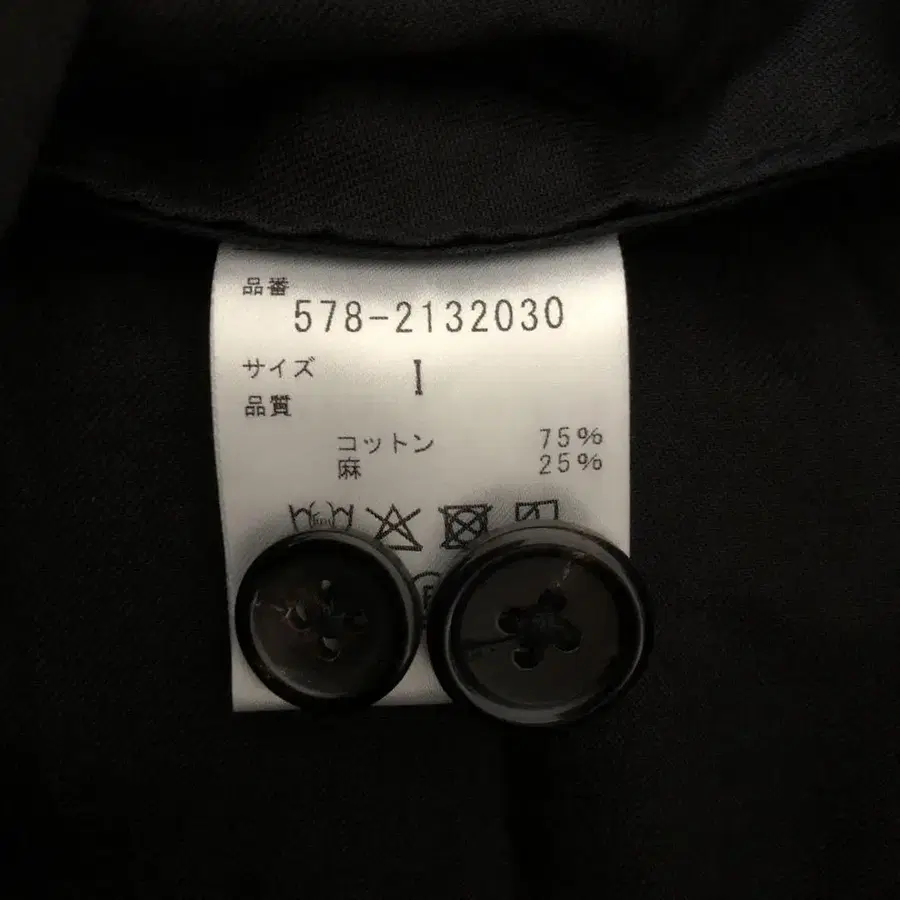 品番
578-2132030
サイズ I
品質
コットン 75%
麻 25%